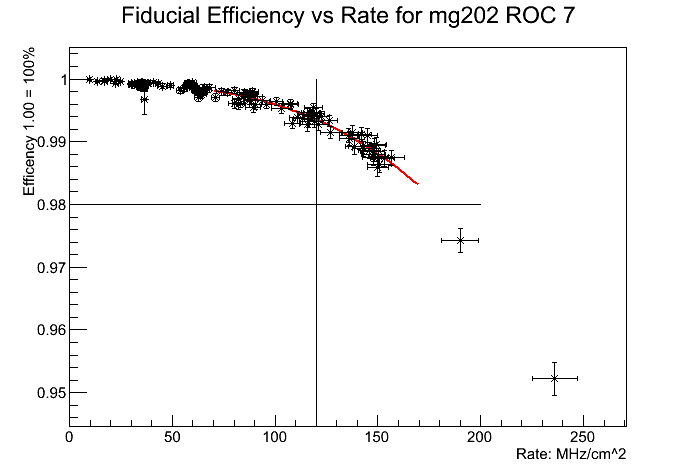 Fiducial Efficiency vs Rate for mg202 ROC 7
Efficency 1.00 = 100%
1
0.99
0.98
0.97
0.96
0.95
0 50 100 150 200 250
Rate: MHz/cm^2